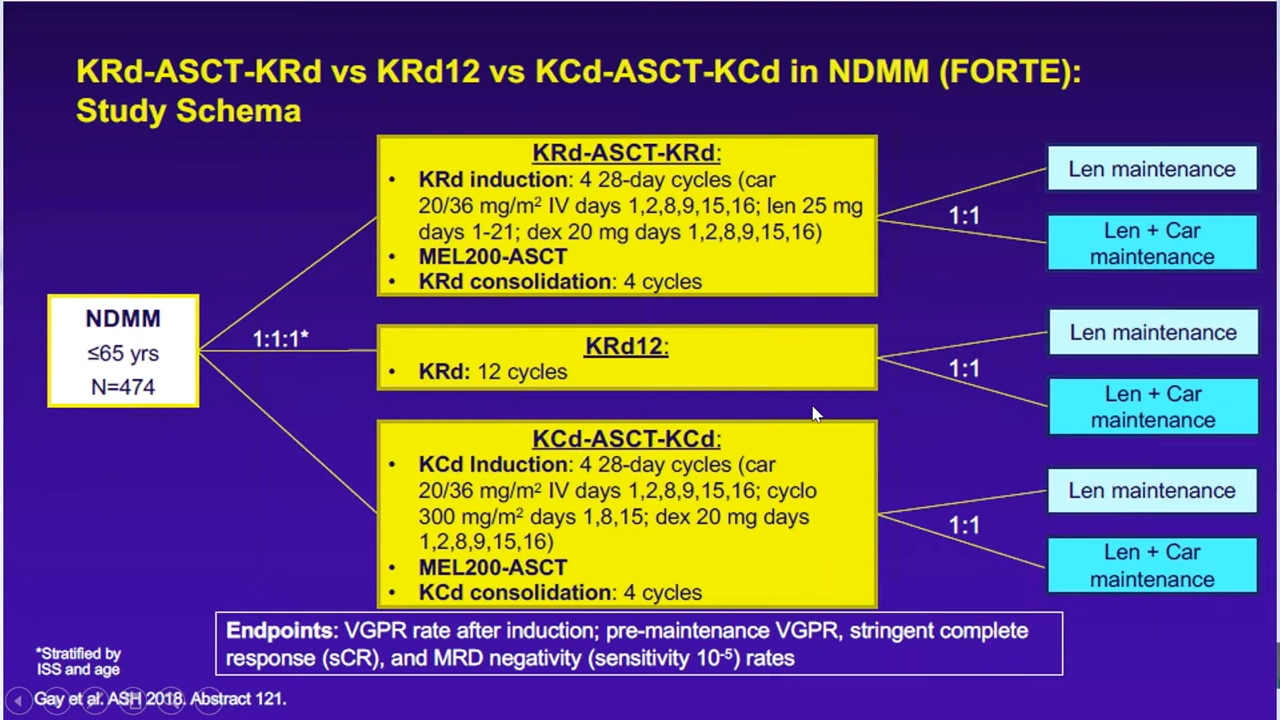 KRd-ASCT-KRd vs KRd12 vs KCd-ASCT-KCd in NDMM (FORTE):
Study Schema
NDMM
≤65 yrs
N=474
1:1:1*
KRd-ASCT-KRd:
• KRd induction: 4 28-day cycles (car
20/36 mg/m² IV days 1,2,8,9,15,16; len 25 mg
days 1-21; dex 20 mg days 1,2,8,9,15,16)
• MEL200-ASCT
• KRd consolidation: 4 cycles
1:1
Len maintenance
Len + Car
maintenance
KRd12:
• KRd: 12 cycles
1:1
Len maintenance
Len + Car
maintenance
KCd-ASCT-KCd:
• KCd Induction: 4 28-day cycles (car
20/36 mg/m² IV days 1,2,8,9,15,16; cyclo
300 mg/m² days 1,8,15; dex 20 mg days
1,2,8,9,15,16)
• MEL200-ASCT
• KCd consolidation: 4 cycles
1:1
Len maintenance
Len + Car
maintenance
Endpoints: VGPR rate after induction; pre-maintenance VGPR, stringent complete
response (sCR), and MRD negativity (sensitivity 10⁻⁵) rates
*Stratified by
ISS and age
Gay et al. ASH 2018. Abstract 121.